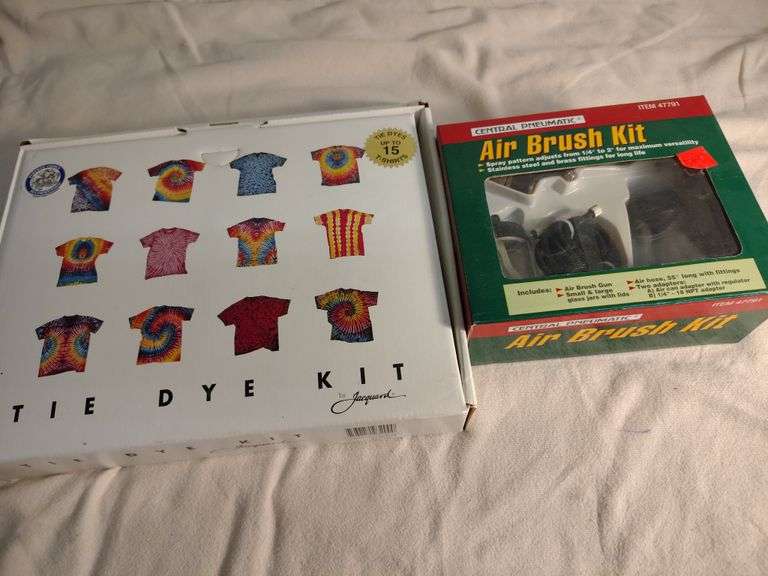 TIE DYES
UP TO
15
T-SHIRTS
TIE DYE KIT
by Jacquard
TIE DYE KIT
ITEM 47791
CENTRAL PNEUMATIC®
Air Brush Kit
Spray pattern adjusts from 1/4" to 2" for maximum versatility
Stainless steel and brass fittings for long life
Includes: Air Brush Gun
Small & large
glass jars with lids
Air hose, 55" long with fittings
Two adapters:
A) Air can adapter with regulator
B) 1/4" - 18 NPT adapter
ITEM 47791
CENTRAL PNEUMATIC®
Air Brush Kit